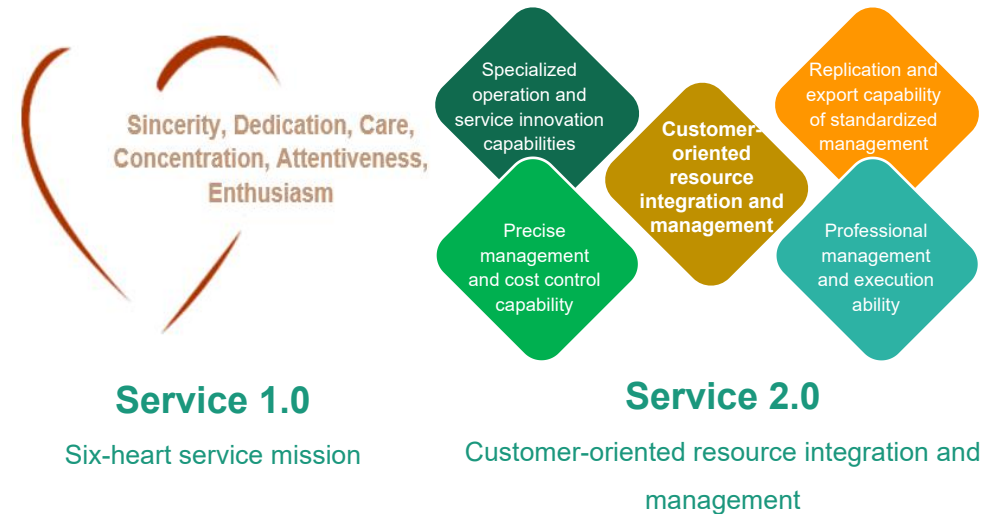 Sincerity, Dedication, Care,
Concentration, Attentiveness,
Enthusiasm
Service 1.0
Six-heart service mission
Specialized
operation and
service innovation
capabilities
Precise
management
and cost control
capability
Customer-
oriented
resource
integration and
management
Replication and
export capability
of standardized
management
Professional
management
and execution
ability
Service 2.0
Customer-oriented resource integration and
management